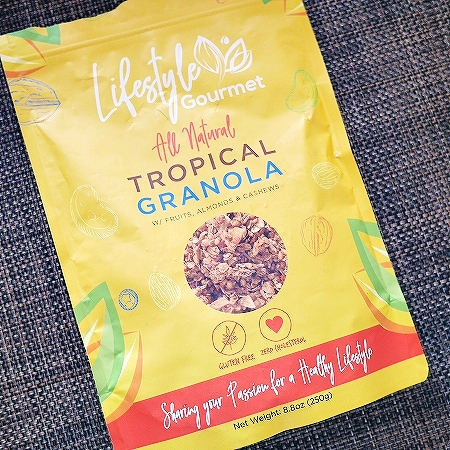 Lifestyle
Gourmet
All Natural
TROPICAL
GRANOLA
W/ FRUITS, ALMONDS & CASHEWS
GLUTEN FREE ZERO CHOLESTEROL
Sharing your Passion for a Healthy Lifestyle
Net Weight: 8.8oz (250g)